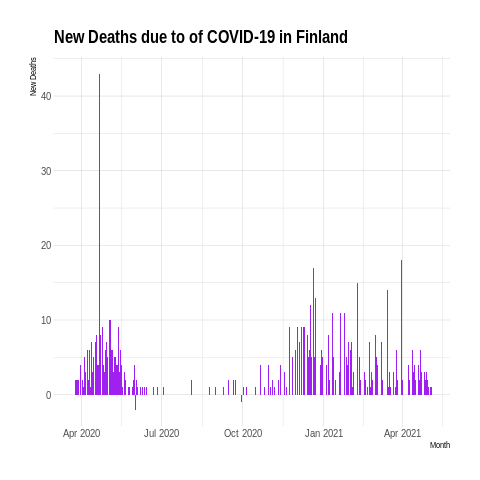 New Deaths due to of COVID-19 in Finland
New Deaths
40
30
20
10
0
Apr 2020 Jul 2020 Oct 2020 Jan 2021 Apr 2021
Month